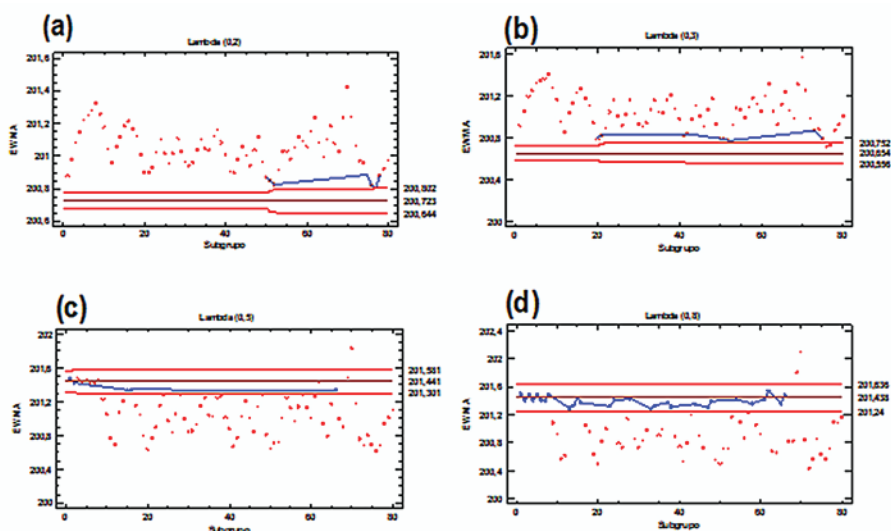 (a)
Lambda (0,2)
EWMA
201,6
201,4
201,2
201
200,8
200,6
200,802
200,723
200,644
0 20 40 60 80
Subgrupo
(b)
Lambda (0,3)
EWMA
201,6
201,2
200,8
200,4
200
200,752
200,654
200,556
0 20 40 60 80
Subgrupo
(c)
Lambda (0,5)
EWMA
202
201,6
201,2
200,8
200,4
200
201,581
201,441
201,301
0 20 40 60 80
Subgrupo
(d)
Lambda (0,8)
EWMA
202,4
202
201,6
201,2
200,8
200,4
200
201,636
201,438
201,24
0 20 40 60 80
Subgrupo